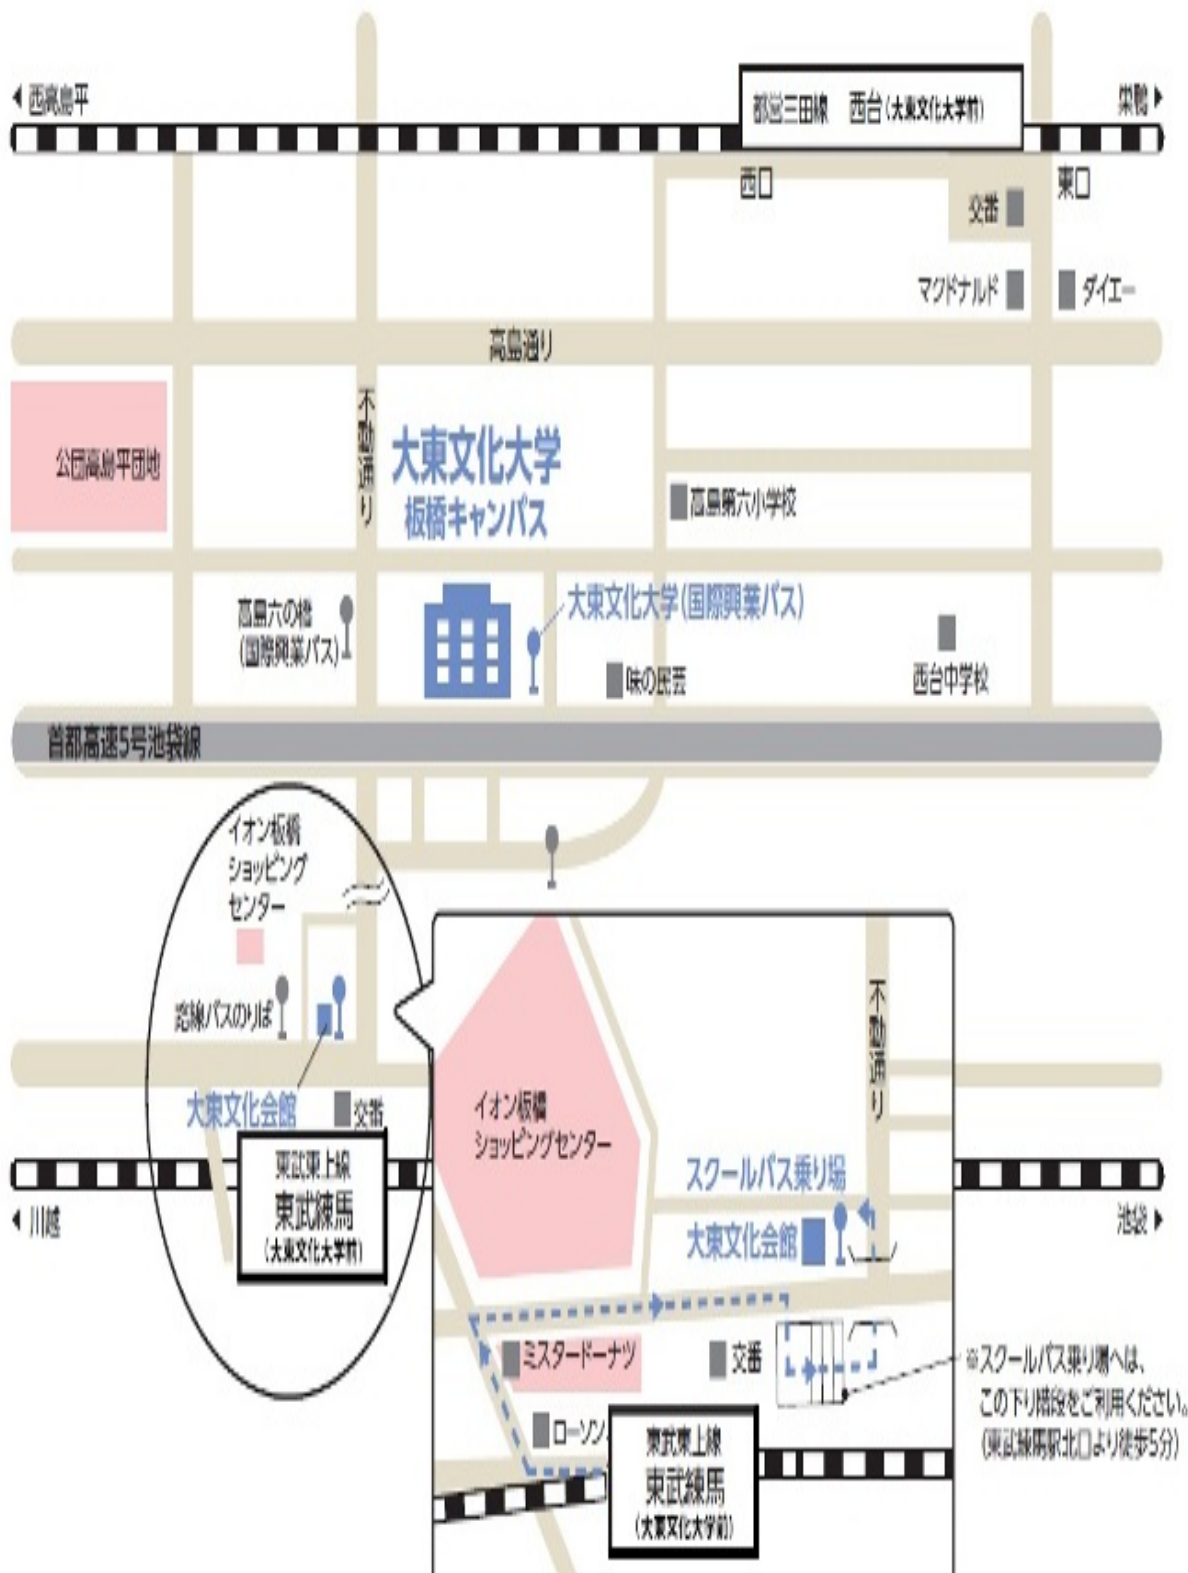 西高島平
都営三田線 西台(大東文化大学前)
巣鴨
西口
東口
交番
マクドナルド
ダイエー
高島通り
公団高島平団地
不動通り
大東文化大学
板橋キャンパス
高島第六小学校
高島六の橋
(国際興業バス)
大東文化大学(国際興業バス)
味の民芸
西台中学校
首都高速5号池袋線
イオン板橋
ショッピング
センター
路線バスのりば
大東文化会館
交番
東武東上線
東武練馬
(大東文化大学前)
川越
池袋
不動通り
イオン板橋
ショッピングセンター
スクールバス乗り場
大東文化会館
ミスタードーナツ
交番
ローソン
東武東上線
東武練馬
(大東文化大学前)
※スクールバス乗り場へは、
この下り階段をご利用ください。
(東武練馬駅北口より徒歩5分)